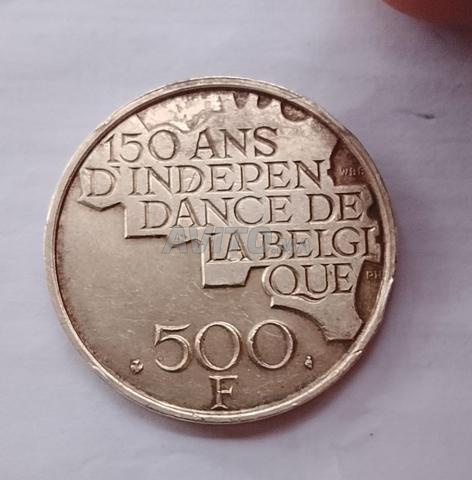 150 ANS
D'INDEPEN
DANCE DE
LA BELGI
QUE
500
F